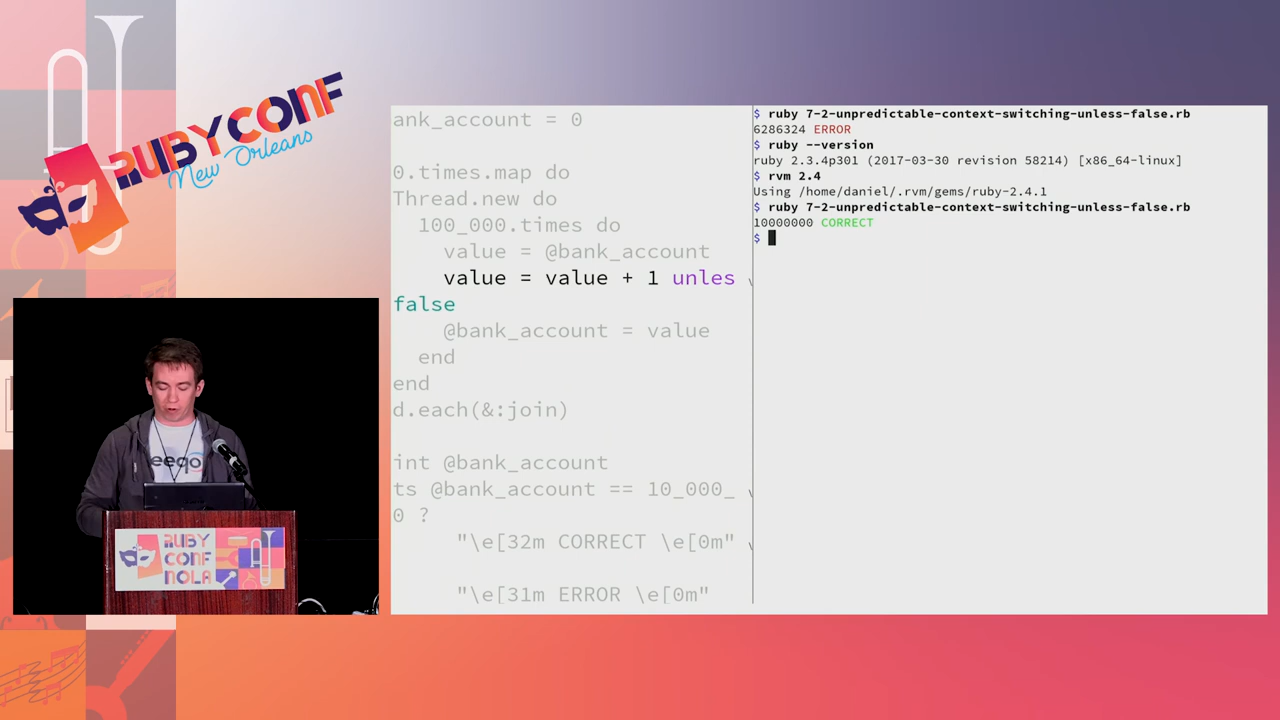 RUBYCONF
New Orleans
ank_account = 0
0.times.map do
Thread.new do
100_000.times do
value = @bank_account
value = value + 1 unles
false
@bank_account = value
end
end
d.each(&:join)
int @bank_account
ts @bank_account == 10_000_
0 ?
"\e[32m CORRECT \e[0m"
"\e[31m ERROR \e[0m"
$ ruby 7-2-unpredictable-context-switching-unless-false.rb
6286324 ERROR
$ ruby --version
ruby 2.3.4p301 (2017-03-30 revision 58214) [x86_64-linux]
$ rvm 2.4
Using /home/daniel/.rvm/gems/ruby-2.4.1
$ ruby 7-2-unpredictable-context-switching-unless-false.rb
10000000 CORRECT
$
eeqo
RUBY
CONF
NOLA